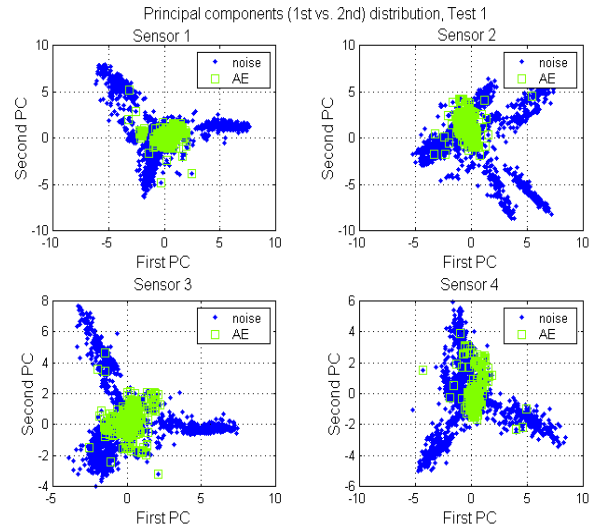 Principal components (1st vs. 2nd) distribution, Test 1
Sensor 1
Second PC
10
5
0
-5
-10
-10 -5 0 5 10
First PC
noise
AE
Sensor 2
Second PC
10
5
0
-5
-10
-10 -5 0 5 10
First PC
noise
AE
Sensor 3
Second PC
8
6
4
2
0
-2
-4
-5 0 5 10
First PC
noise
AE
Sensor 4
Second PC
6
4
2
0
-2
-4
-6
-10 -5 0 5 10
First PC
noise
AE